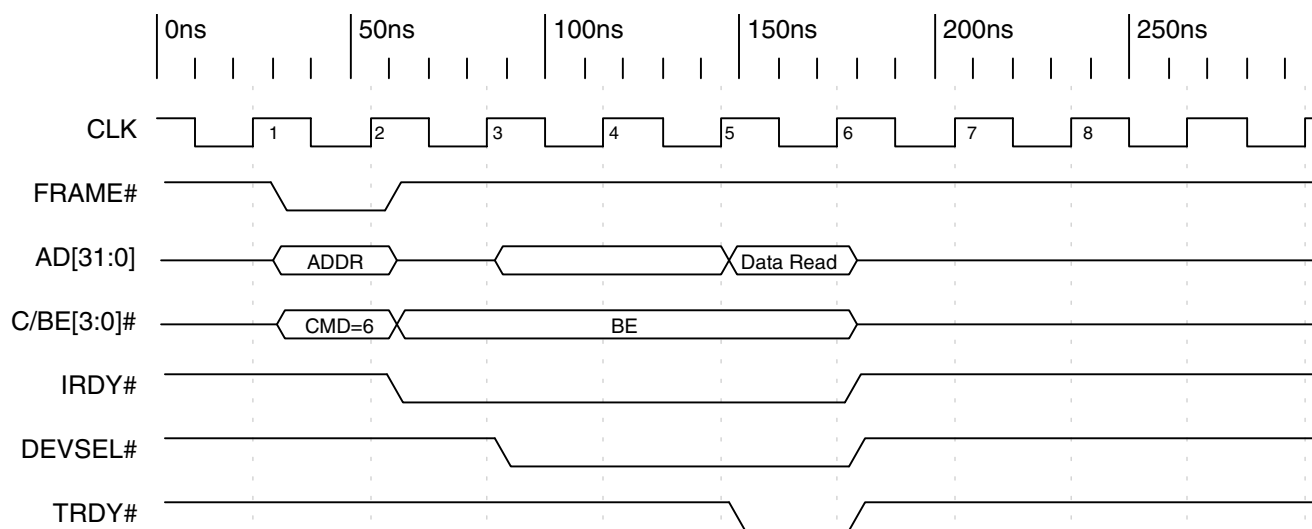 0ns 50ns 100ns 150ns 200ns 250ns
CLK 1 2 3 4 5 6 7 8
FRAME#
AD[31:0] ADDR Data Read
C/BE[3:0]# CMD=6 BE
IRDY#
DEVSEL#
TRDY#